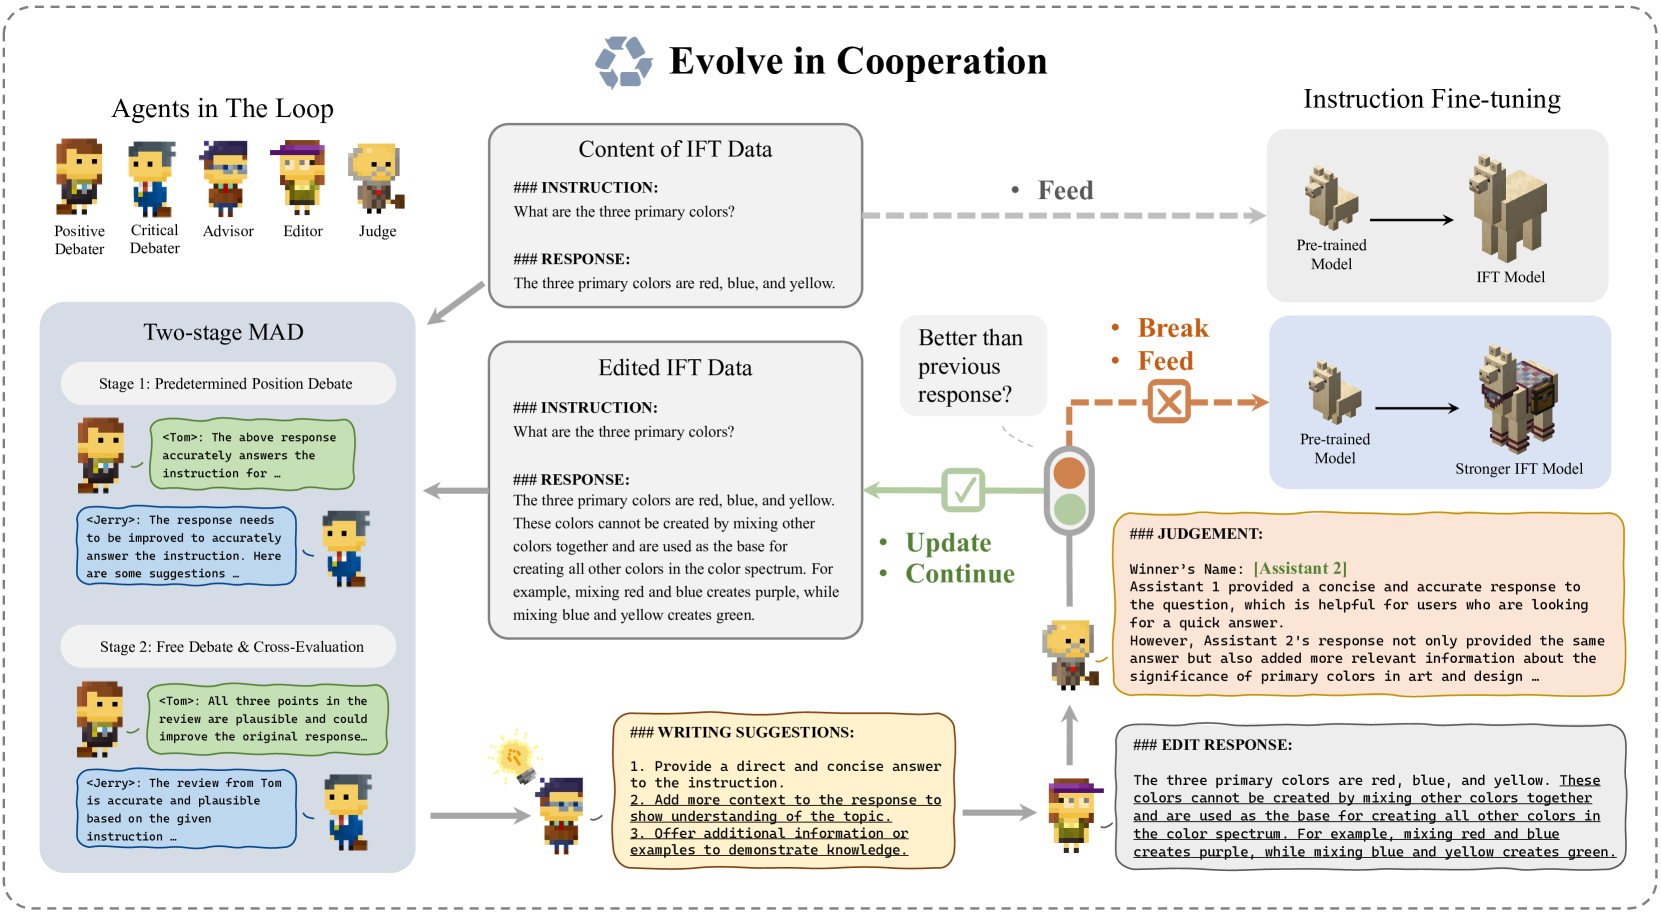 Evolve in Cooperation
Agents in The Loop
Positive
Debater
Critical
Debater
Advisor
Editor
Judge
Content of IFT Data
### INSTRUCTION:
What are the three primary colors?
### RESPONSE:
The three primary colors are red, blue, and yellow.
• Feed
Instruction Fine-tuning
Pre-trained
Model
IFT Model
Two-stage MAD
Stage 1: Predetermined Position Debate
<Tom>: The above response
accurately answers the
instruction for …
<Jerry>: The response needs
to be improved to accurately
answer the instruction. Here
are some suggestions …
Stage 2: Free Debate & Cross-Evaluation
<Tom>: All three points in the
review are plausible and could
improve the original response…
<Jerry>: The review from Tom
is accurate and plausible
based on the given
instruction …
Edited IFT Data
### INSTRUCTION:
What are the three primary colors?
### RESPONSE:
The three primary colors are red, blue, and yellow.
These colors cannot be created by mixing other
colors together and are used as the base for
creating all other colors in the color spectrum. For
example, mixing red and blue creates purple, while
mixing blue and yellow creates green.
Better than
previous
response?
• Break
• Feed
Pre-trained
Model
Stronger IFT Model
• Update
• Continue
### JUDGEMENT:
Winner's Name: [Assistant 2]
Assistant 1 provided a concise and accurate response to
the question, which is helpful for users who are looking
for a quick answer.
However, Assistant 2's response not only provided the same
answer but also added more relevant information about the
significance of primary colors in art and design …
### WRITING SUGGESTIONS:
1. Provide a direct and concise answer
to the instruction.
2. Add more context to the response to
show understanding of the topic.
3. Offer additional information or
examples to demonstrate knowledge.
### EDIT RESPONSE:
The three primary colors are red, blue, and yellow. These
colors cannot be created by mixing other colors together
and are used as the base for creating all other colors in
the color spectrum. For example, mixing red and blue
creates purple, while mixing blue and yellow creates green.